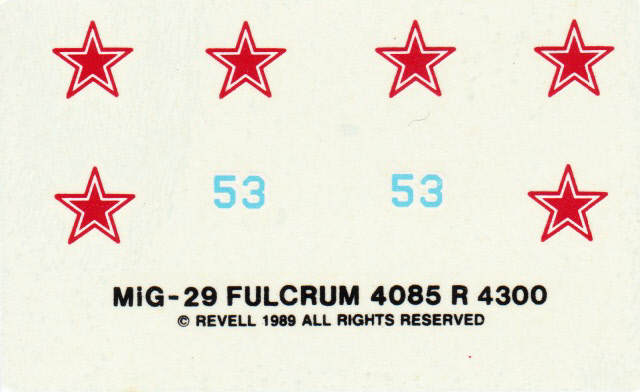 53 53
MiG-29 FULCRUM 4085 R 4300
© REVELL 1989 ALL RIGHTS RESERVED